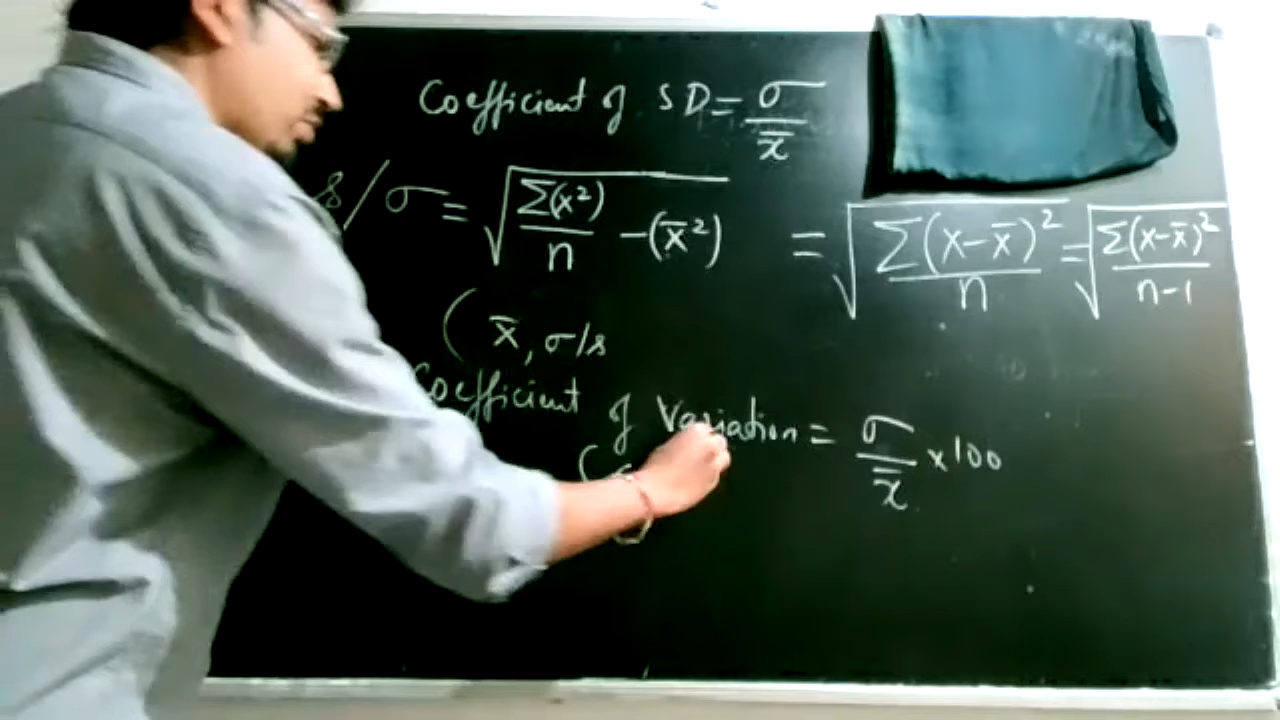 Coefficient of SD = σ / x̄
s/σ = √(Σ(x²)/n − (x̄²)) = √(Σ(x−x̄)²/n) = √(Σ(x−x̄)²/n−1)
( x̄, σ/s
Coefficient of Variation = σ/x̄ × 100
(